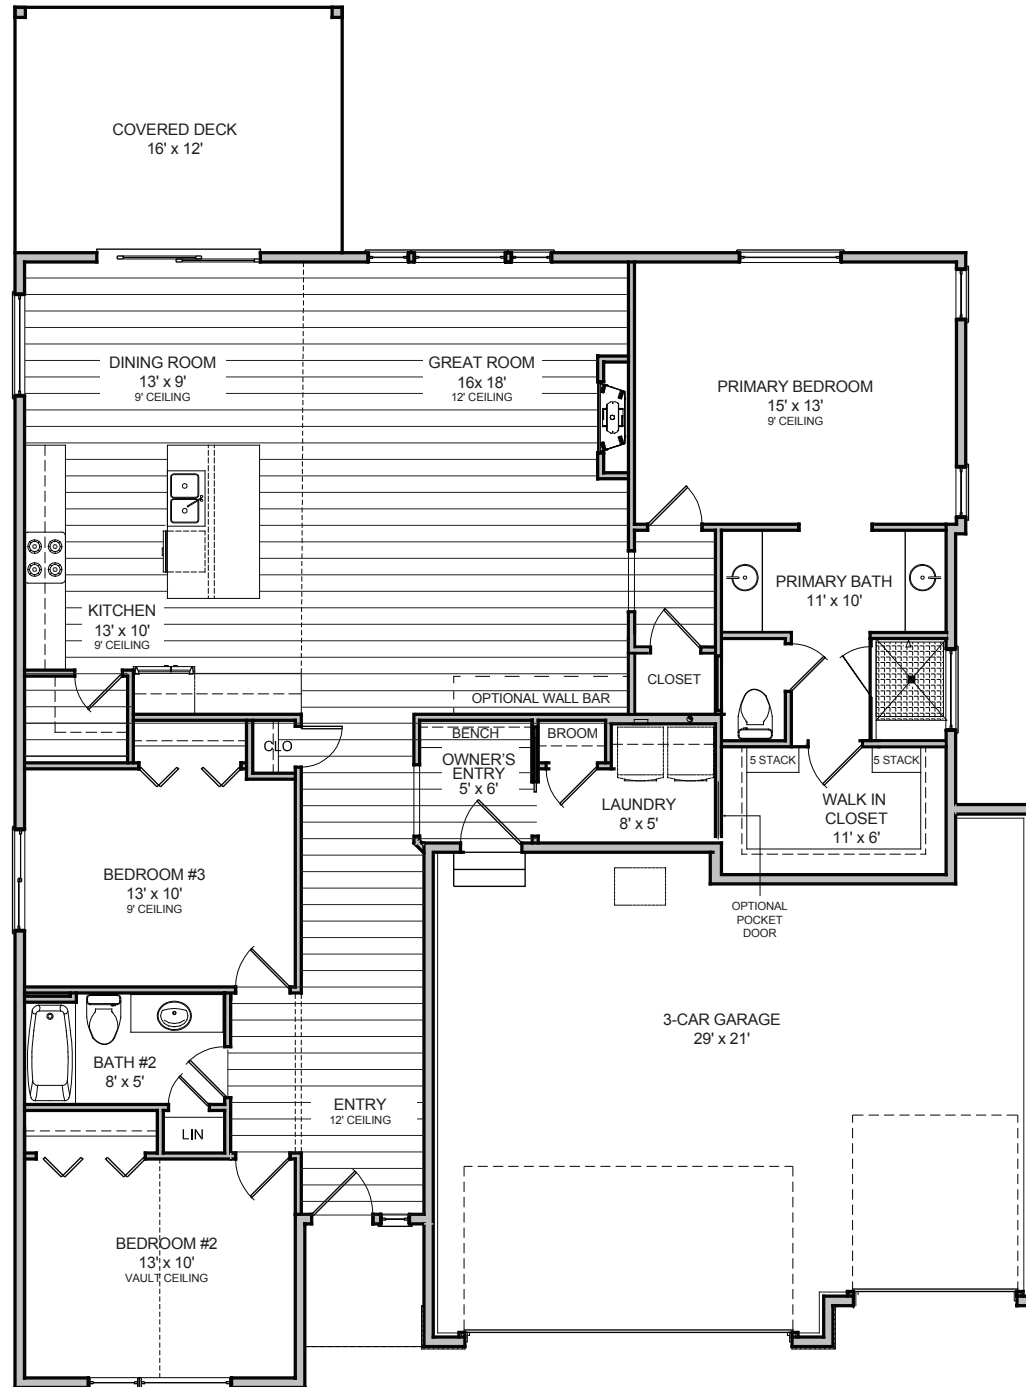 COVERED DECK
16' x 12'
DINING ROOM
13' x 9'
9' CEILING
GREAT ROOM
16x 18'
12' CEILING
PRIMARY BEDROOM
15' x 13'
9' CEILING
KITCHEN
13' x 10'
9' CEILING
PRIMARY BATH
11' x 10'
CLOSET
OPTIONAL WALL BAR
CLO
BENCH
OWNER'S
ENTRY
5' x 6'
BROOM
LAUNDRY
8' x 5'
5 STACK
5 STACK
WALK IN
CLOSET
11' x 6'
BEDROOM #3
13' x 10'
9' CEILING
OPTIONAL
POCKET
DOOR
3-CAR GARAGE
29' x 21'
BATH #2
8' x 5'
LIN
ENTRY
12' CEILING
BEDROOM #2
13' x 10'
VAULT CEILING